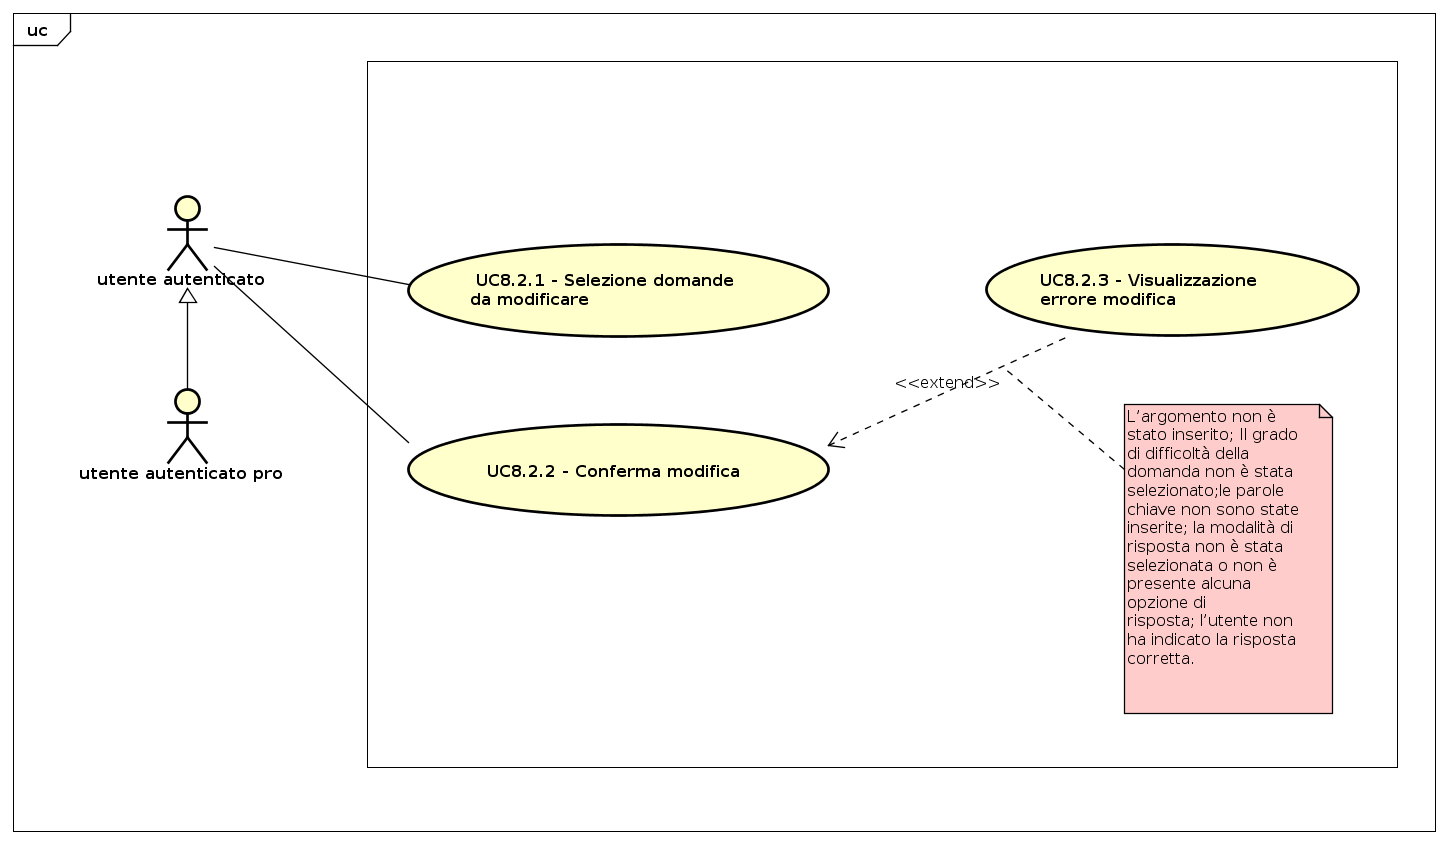 uc
utente autenticato
utente autenticato pro
UC8.2.1 - Selezione domande
da modificare
UC8.2.3 - Visualizzazione
errore modifica
<<extend>>
UC8.2.2 - Conferma modifica
L'argomento non è
stato inserito; Il grado
di difficoltà della
domanda non è stata
selezionato;le parole
chiave non sono state
inserite; la modalità di
risposta non è stata
selezionata o non è
presente alcuna
opzione di
risposta; l'utente non
ha indicato la risposta
corretta.